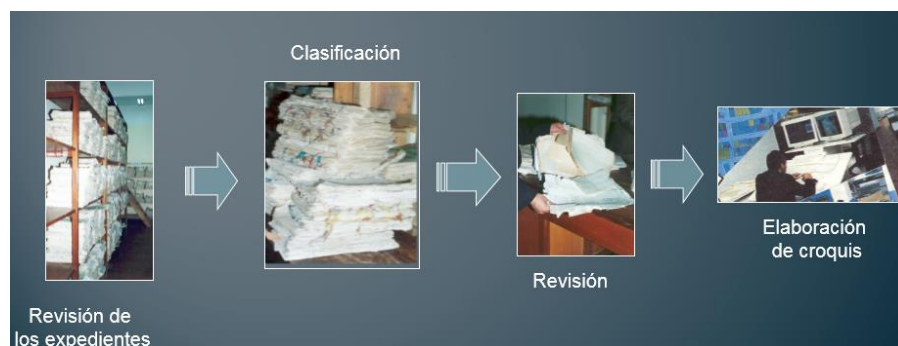 Clasificación
Revisión
Elaboración
de croquis
Revisión de
los expedientes